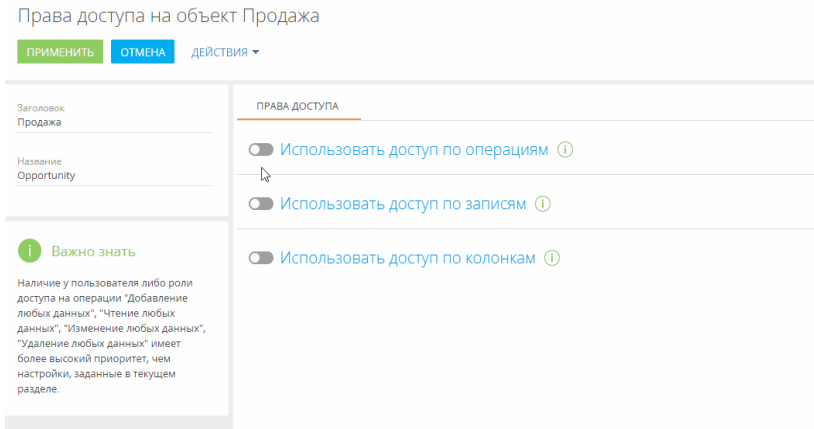 Права доступа на объект Продажа
ПРИМЕНИТЬ ОТМЕНА ДЕЙСТВИЯ
Заголовок
Продажа
Название
Opportunity
i Важно знать
Наличие у пользователя либо роли
доступа на операции "Добавление
любых данных", "Чтение любых
данных", "Изменение любых данных",
"Удаление любых данных" имеет
более высокий приоритет, чем
настройки, заданные в текущем
разделе.
ПРАВА ДОСТУПА
Использовать доступ по операциям i
Использовать доступ по записям i
Использовать доступ по колонкам i